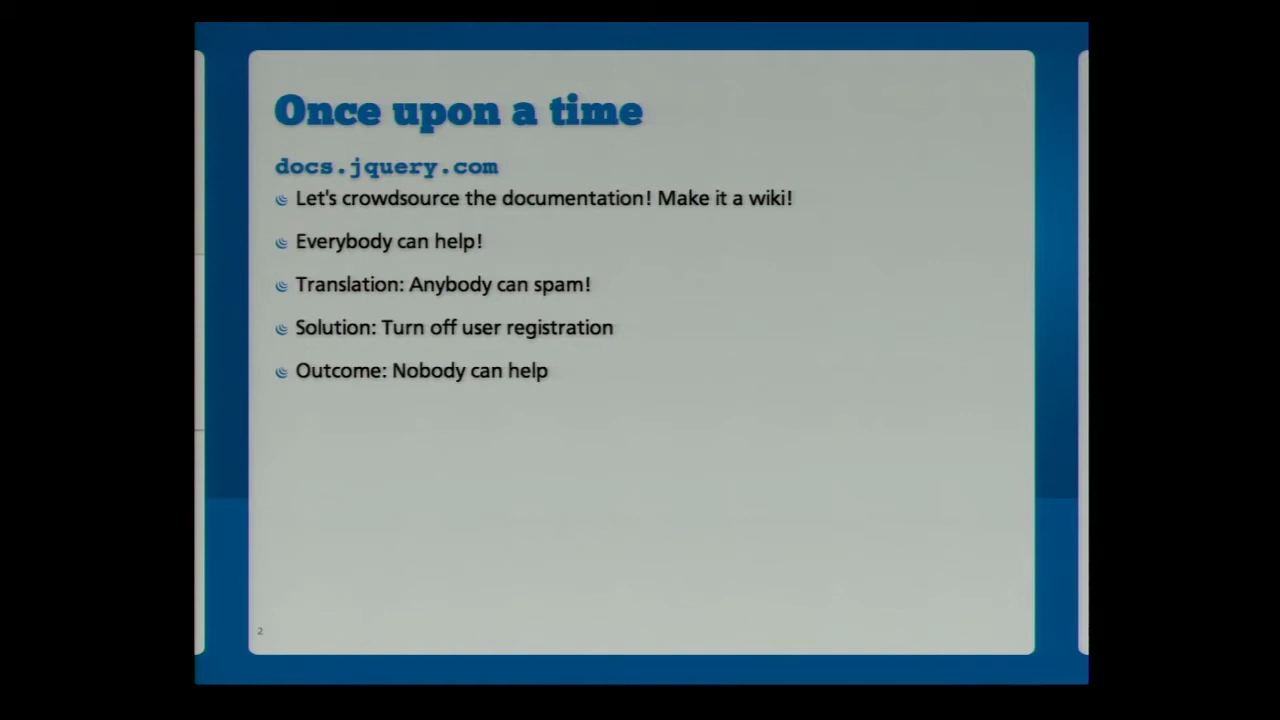 Once upon a time
docs.jquery.com
Let's crowdsource the documentation! Make it a wiki!
Everybody can help!
Translation: Anybody can spam!
Solution: Turn off user registration
Outcome: Nobody can help
2